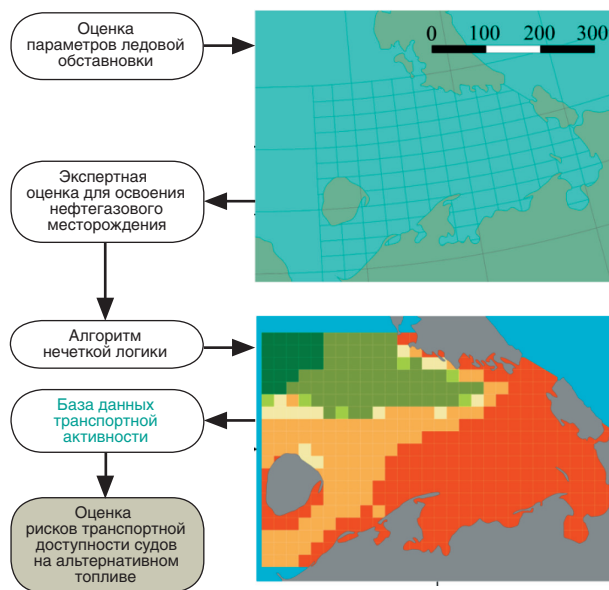 Оценка
параметров ледовой
обставновки
0 100 200 300
Экспертная
оценка для освоения
нефтегазового
месторождения
Алгоритм
нечеткой логики
База данных
транспортной
активности
Оценка
рисков транспортной
доступности судов
на альтернативном
топливе